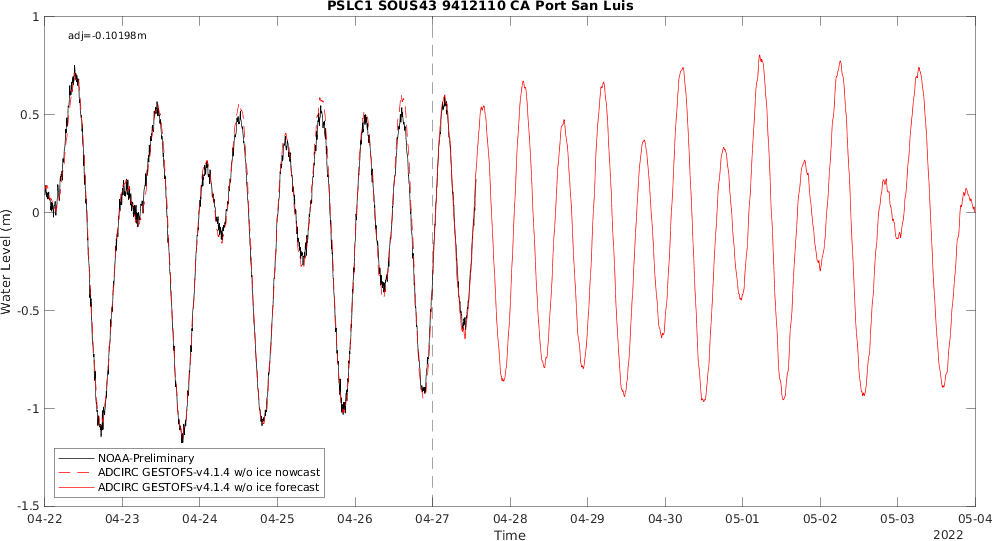 PSLC1 SOUS43 9412110 CA Port San Luis
adj=-0.10198m
1
0.5
0
-0.5
-1
-1.5
Water Level (m)
NOAA-Preliminary
ADCIRC GESTOFS-v4.1.4 w/o ice nowcast
ADCIRC GESTOFS-v4.1.4 w/o ice forecast
04-22 04-23 04-24 04-25 04-26 04-27 04-28 04-29 04-30 05-01 05-02 05-03 05-04
Time
2022